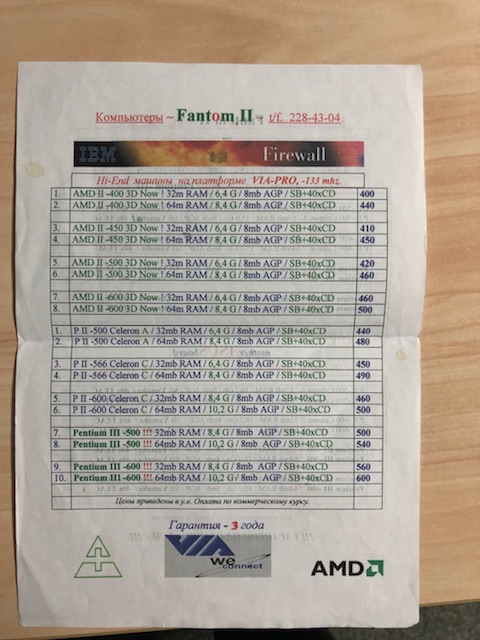 Компьютеры ~ Fantom II ~ t/f. 228-43-04
IBM Firewall
Hi-End машины на платформе VIA-PRO, -133 mhz.
1. AMD II -400 3D Now ! 32m RAM / 6,4 G / 8mb AGP / SB+40xCD 400
2. AMD II -400 3D Now ! 64m RAM / 8,4 G / 8mb AGP / SB+40xCD 440
3. AMD II -450 3D Now ! 32m RAM / 6,4 G / 8mb AGP / SB+40xCD 410
4. AMD II -450 3D Now ! 64m RAM / 8,4 G / 8mb AGP / SB+40xCD 450
5. AMD II -500 3D Now ! 32m RAM / 6,4 G / 8mb AGP / SB+40xCD 420
6. AMD II -500 3D Now ! 64m RAM / 8,4 G / 8mb AGP / SB+40xCD 460
7. AMD II -600 3D Now ! 32m RAM / 6,4 G / 8mb AGP / SB+40xCD 460
8. AMD II -600 3D Now ! 64m RAM / 8,4 G / 8mb AGP / SB+40xCD 500
1. P II -500 Celeron A / 32mb RAM / 6,4 G / 8mb AGP / SB+40xCD 440
2. P II -500 Celeron A / 64mb RAM / 8,4 G / 8mb AGP / SB+40xCD 480
3. P II -566 Celeron C / 32mb RAM / 8,4 G / 8mb AGP / SB+40xCD 450
4. P II -566 Celeron C / 64mb RAM / 8,4 G / 8mb AGP / SB+40xCD 490
5. P II -600 Celeron C / 32mb RAM / 8,4 G / 8mb AGP / SB+40xCD 460
6. P II -600 Celeron C / 64mb RAM / 10,2 G / 8mb AGP / SB+40xCD 500
7. Pentium III -500 !!! 32mb RAM / 8,4 G / 8mb AGP / SB+40xCD 500
8. Pentium III -500 !!! 64mb RAM / 10,2 G / 8mb AGP / SB+40xCD 540
9. Pentium III -600 !!! 32mb RAM / 8,4 G / 8mb AGP / SB+40xCD 560
10. Pentium III -600 !!! 64mb RAM / 10,2 G / 8mb AGP / SB+40xCD 600
Цены приведены в у.е. Оплата по коммерческому курсу.
Гарантия - 3 года
VIA we connect
AMD